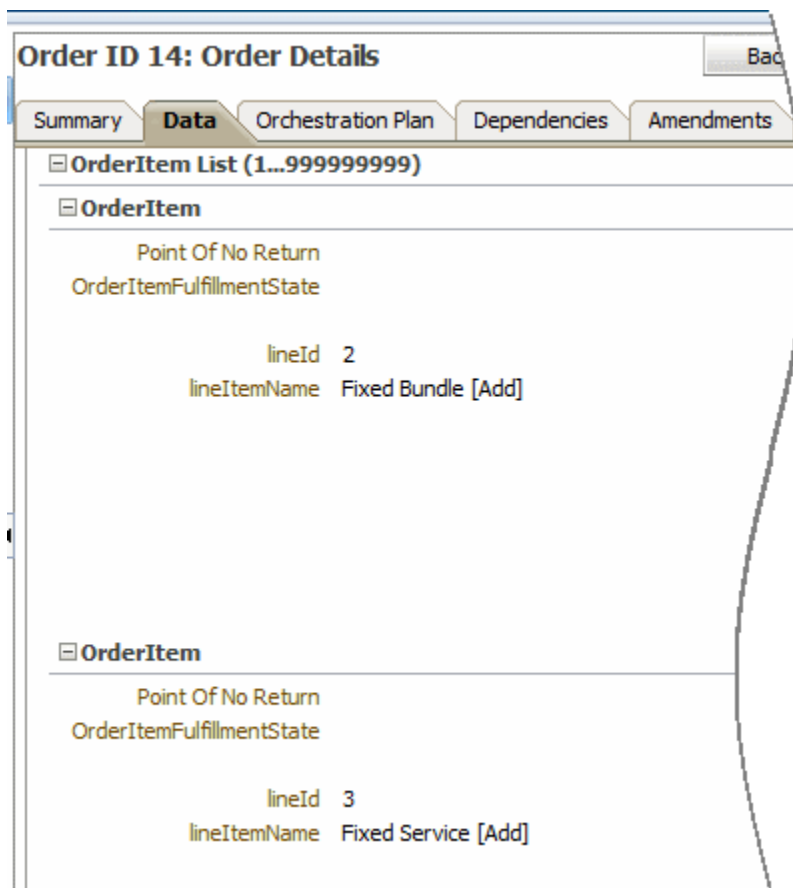 Order ID 14: Order Details
Summary Data Orchestration Plan Dependencies Amendments
OrderItem List (1...999999999)
OrderItem
Point Of No Return
OrderItemFulfillmentState
lineId 2
lineItemName Fixed Bundle [Add]
OrderItem
Point Of No Return
OrderItemFulfillmentState
lineId 3
lineItemName Fixed Service [Add]